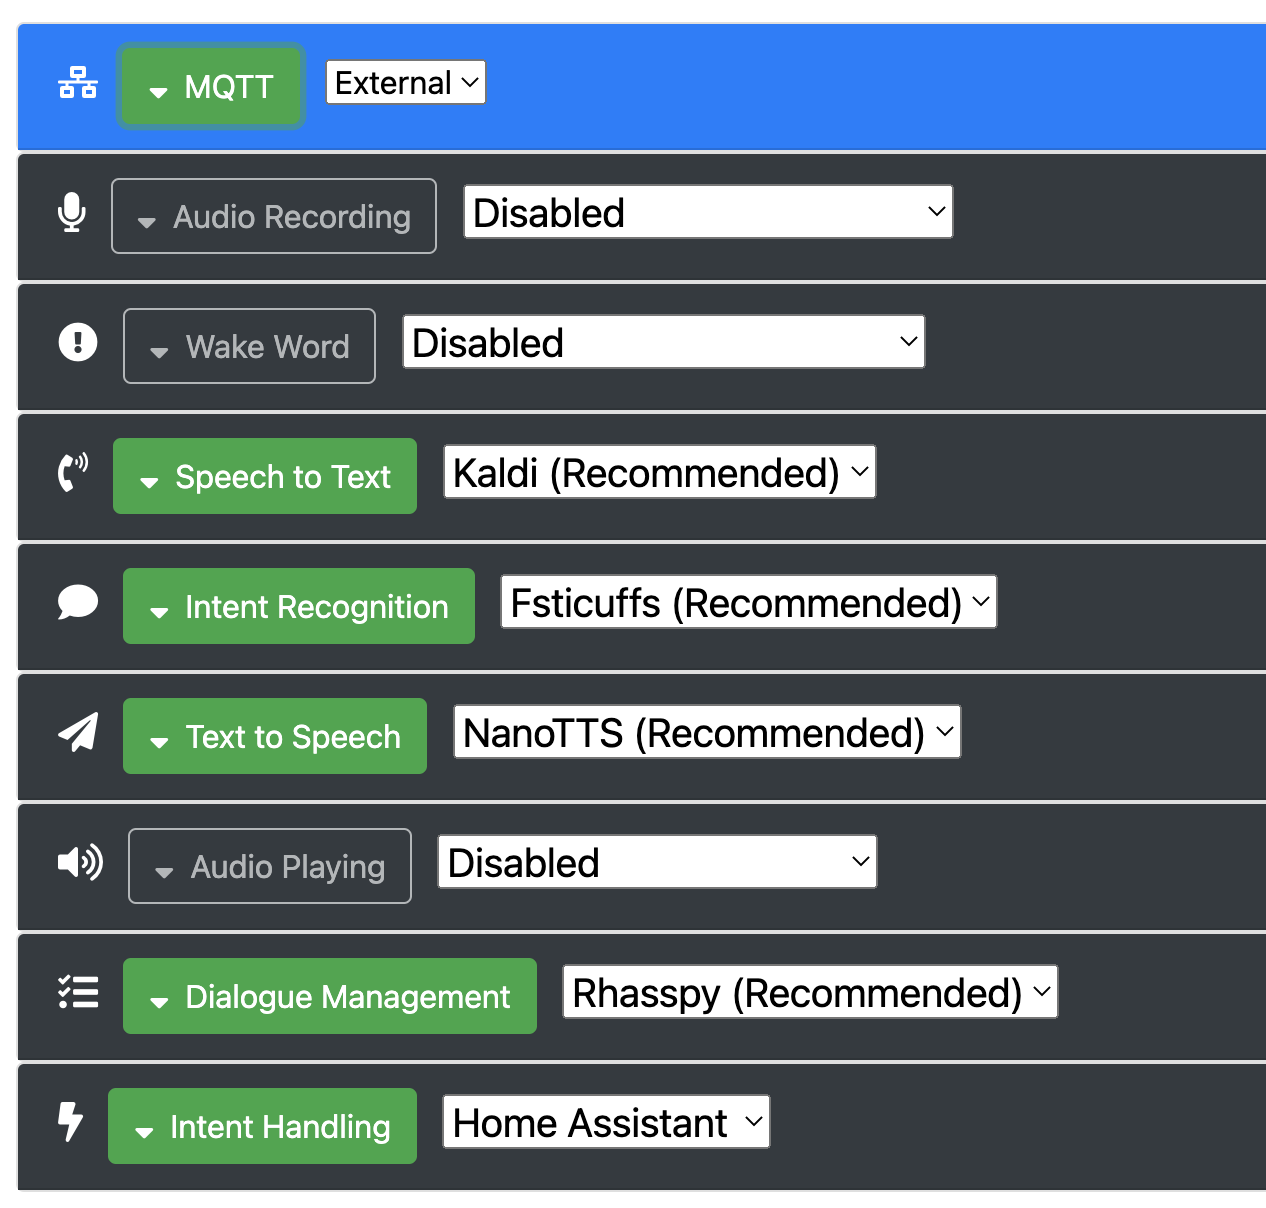 MQTT External
Audio Recording Disabled
Wake Word Disabled
Speech to Text Kaldi (Recommended)
Intent Recognition Fsticuffs (Recommended)
Text to Speech NanoTTS (Recommended)
Audio Playing Disabled
Dialogue Management Rhasspy (Recommended)
Intent Handling Home Assistant